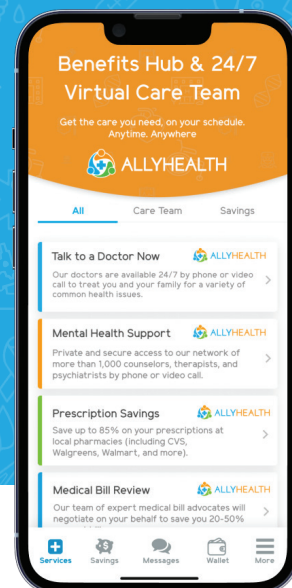 Benefits Hub & 24/7
Virtual Care Team
Get the care you need, on your schedule.
Anytime. Anywhere
ALLYHEALTH
All Care Team Savings
Talk to a Doctor Now ALLYHEALTH
Our doctors are available 24/7 by phone or video
call to treat you and your family for a variety of
common health issues.
Mental Health Support ALLYHEALTH
Private and secure access to our network of
more than 1,000 counselors, therapists, and
psychiatrists by phone or video call.
Prescription Savings ALLYHEALTH
Save up to 85% on your prescriptions at
local pharmacies (including CVS,
Walgreens, Walmart, and more).
Medical Bill Review ALLYHEALTH
Our team of expert medical bill advocates will
negotiate on your behalf to save you 20-50%
Services Savings Messages Wallet More